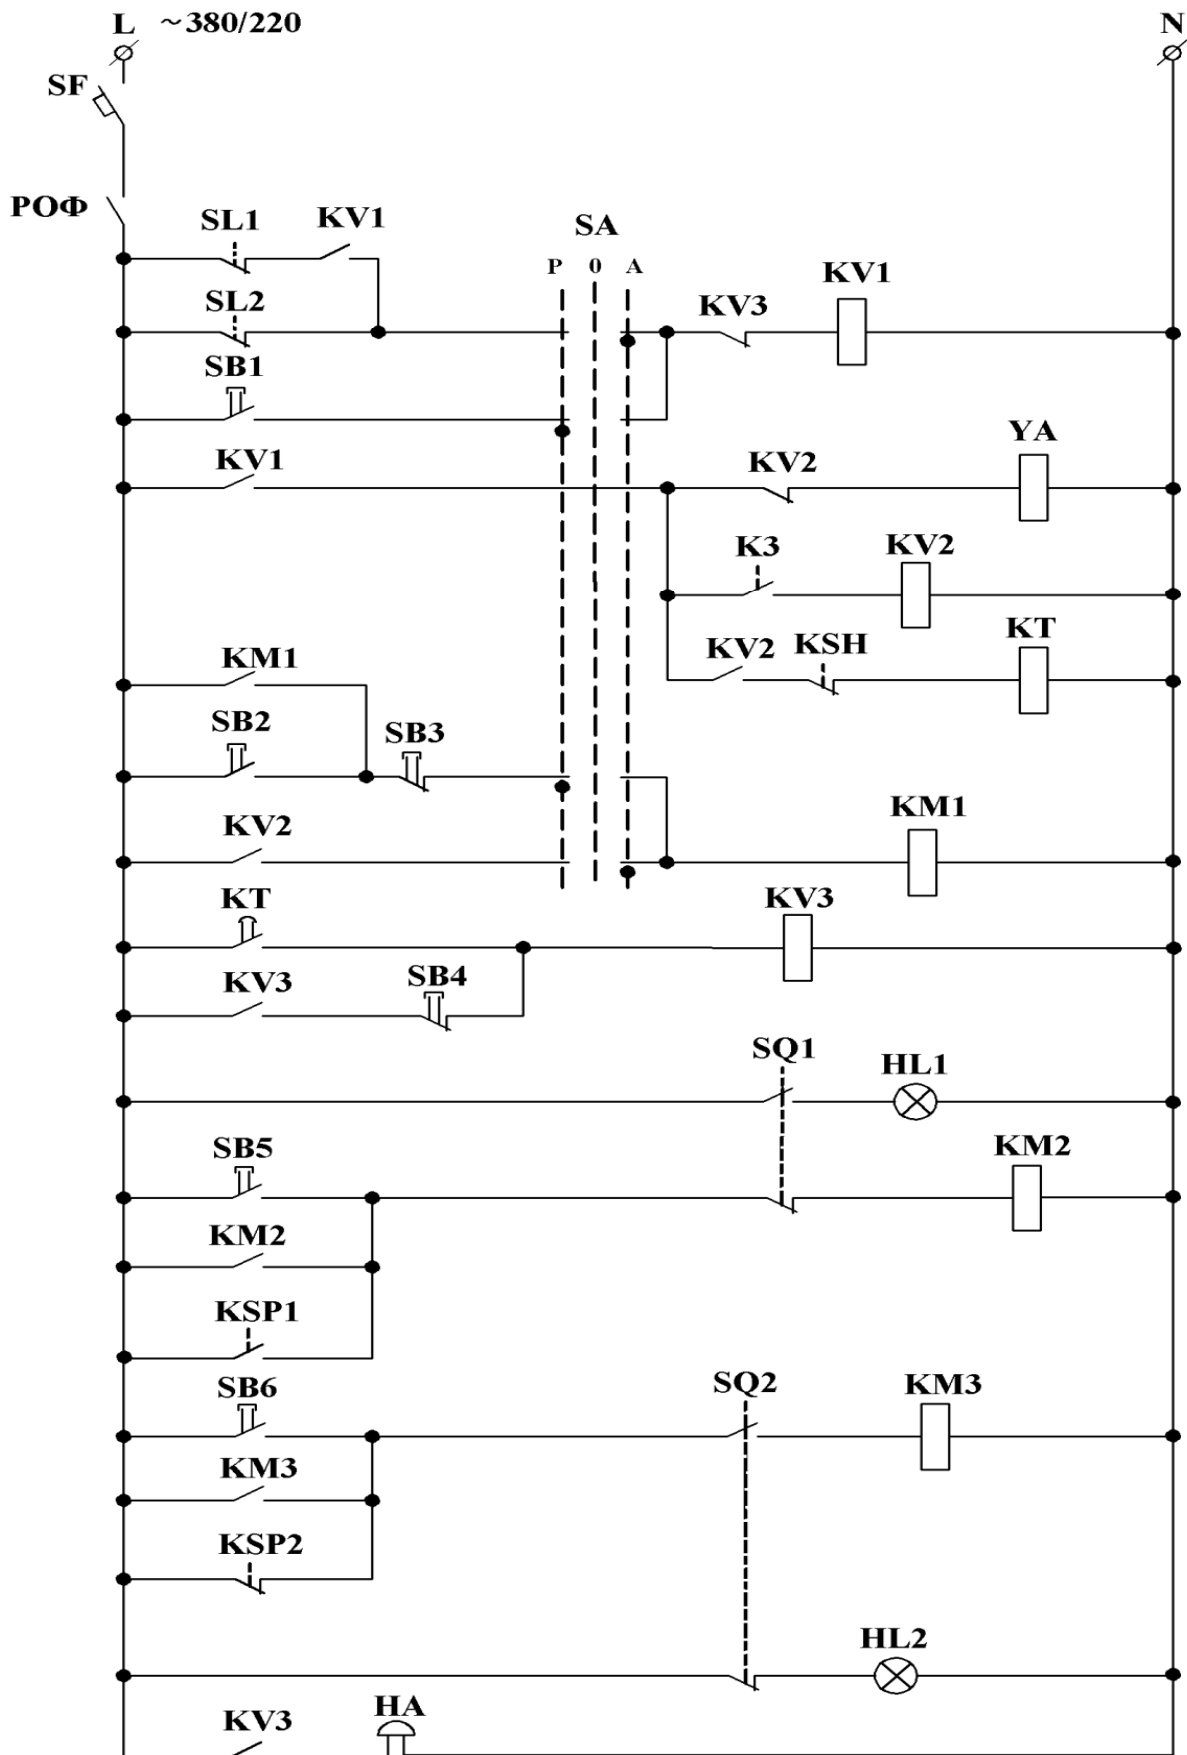 L ~380/220 N
SF
РОФ
SL1 KV1 SA
P 0 A KV1
SL2 KV3
SB1
YA
KV1 KV2
K3 KV2
KT
KM1 KV2 KSH
SB2 SB3
KM1
KV2
KT KV3
KV3 SB4
SQ1 HL1
SB5 KM2
KM2
KSP1
SB6 SQ2 KM3
KM3
KSP2
HL2
KV3 HA